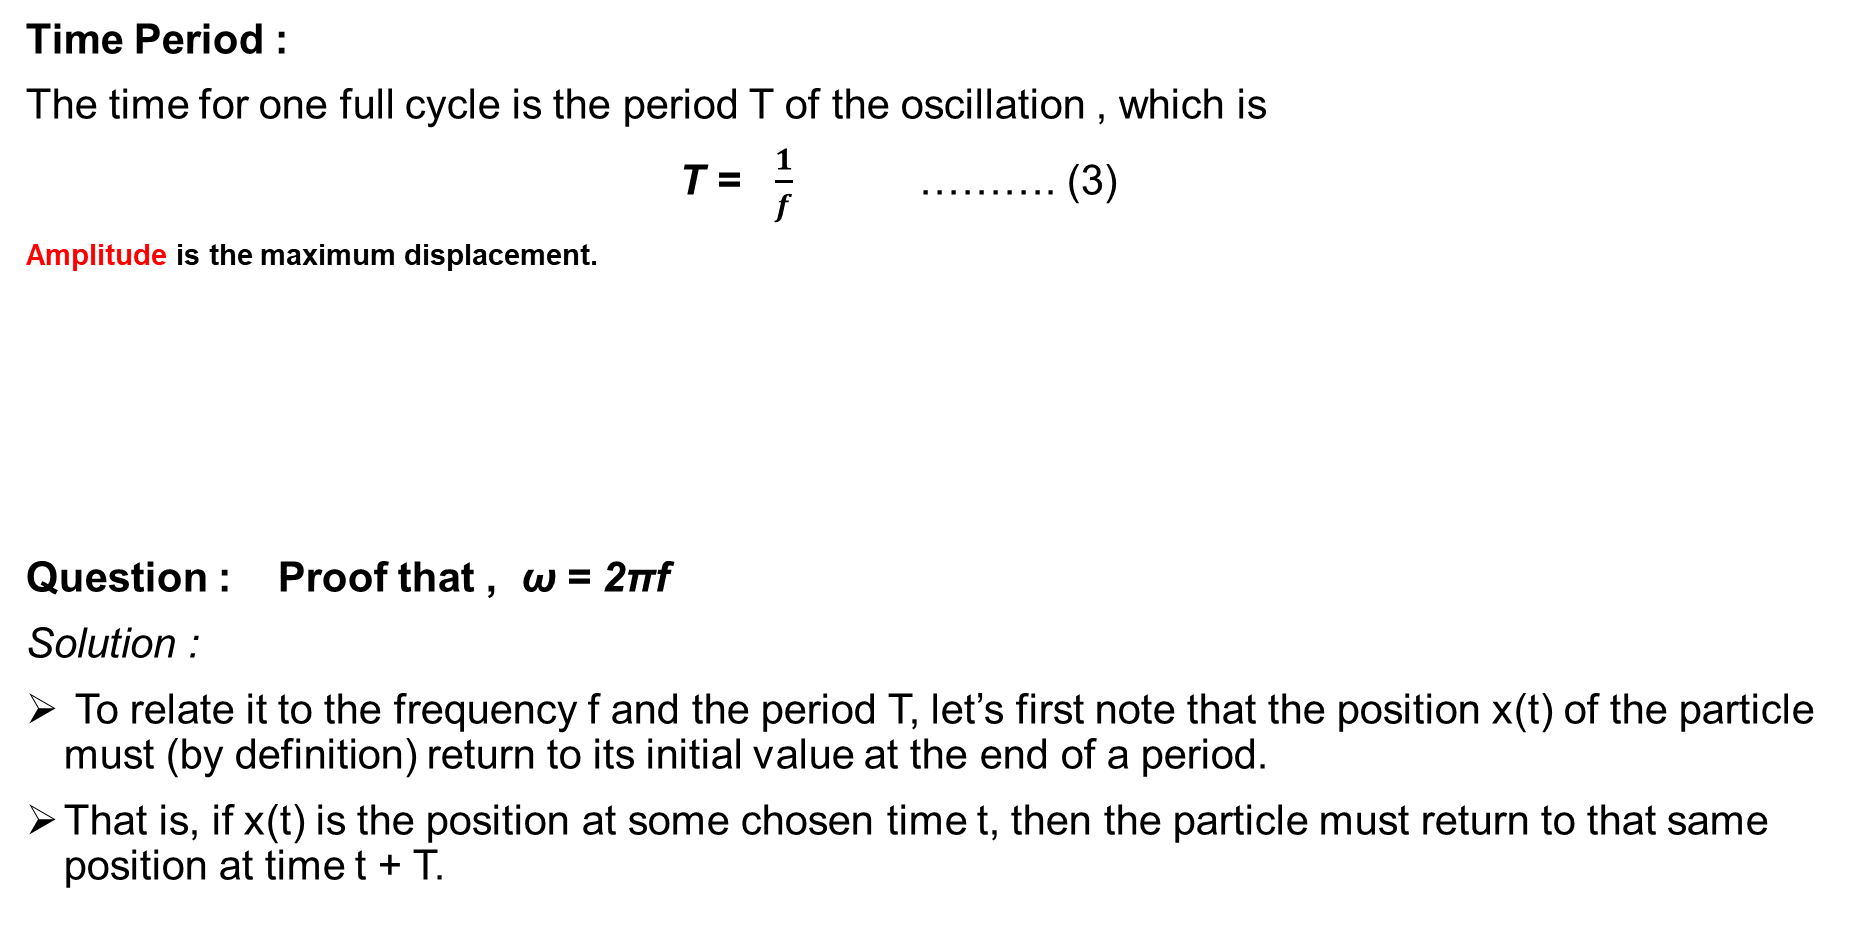 Time Period :
The time for one full cycle is the period T of the oscillation , which is
T = 1/f .......... (3)
Amplitude is the maximum displacement.
Question : Proof that , ω = 2πf
Solution :
➢ To relate it to the frequency f and the period T, let’s first note that the position x(t) of the particle
must (by definition) return to its initial value at the end of a period.
➢ That is, if x(t) is the position at some chosen time t, then the particle must return to that same
position at time t + T.